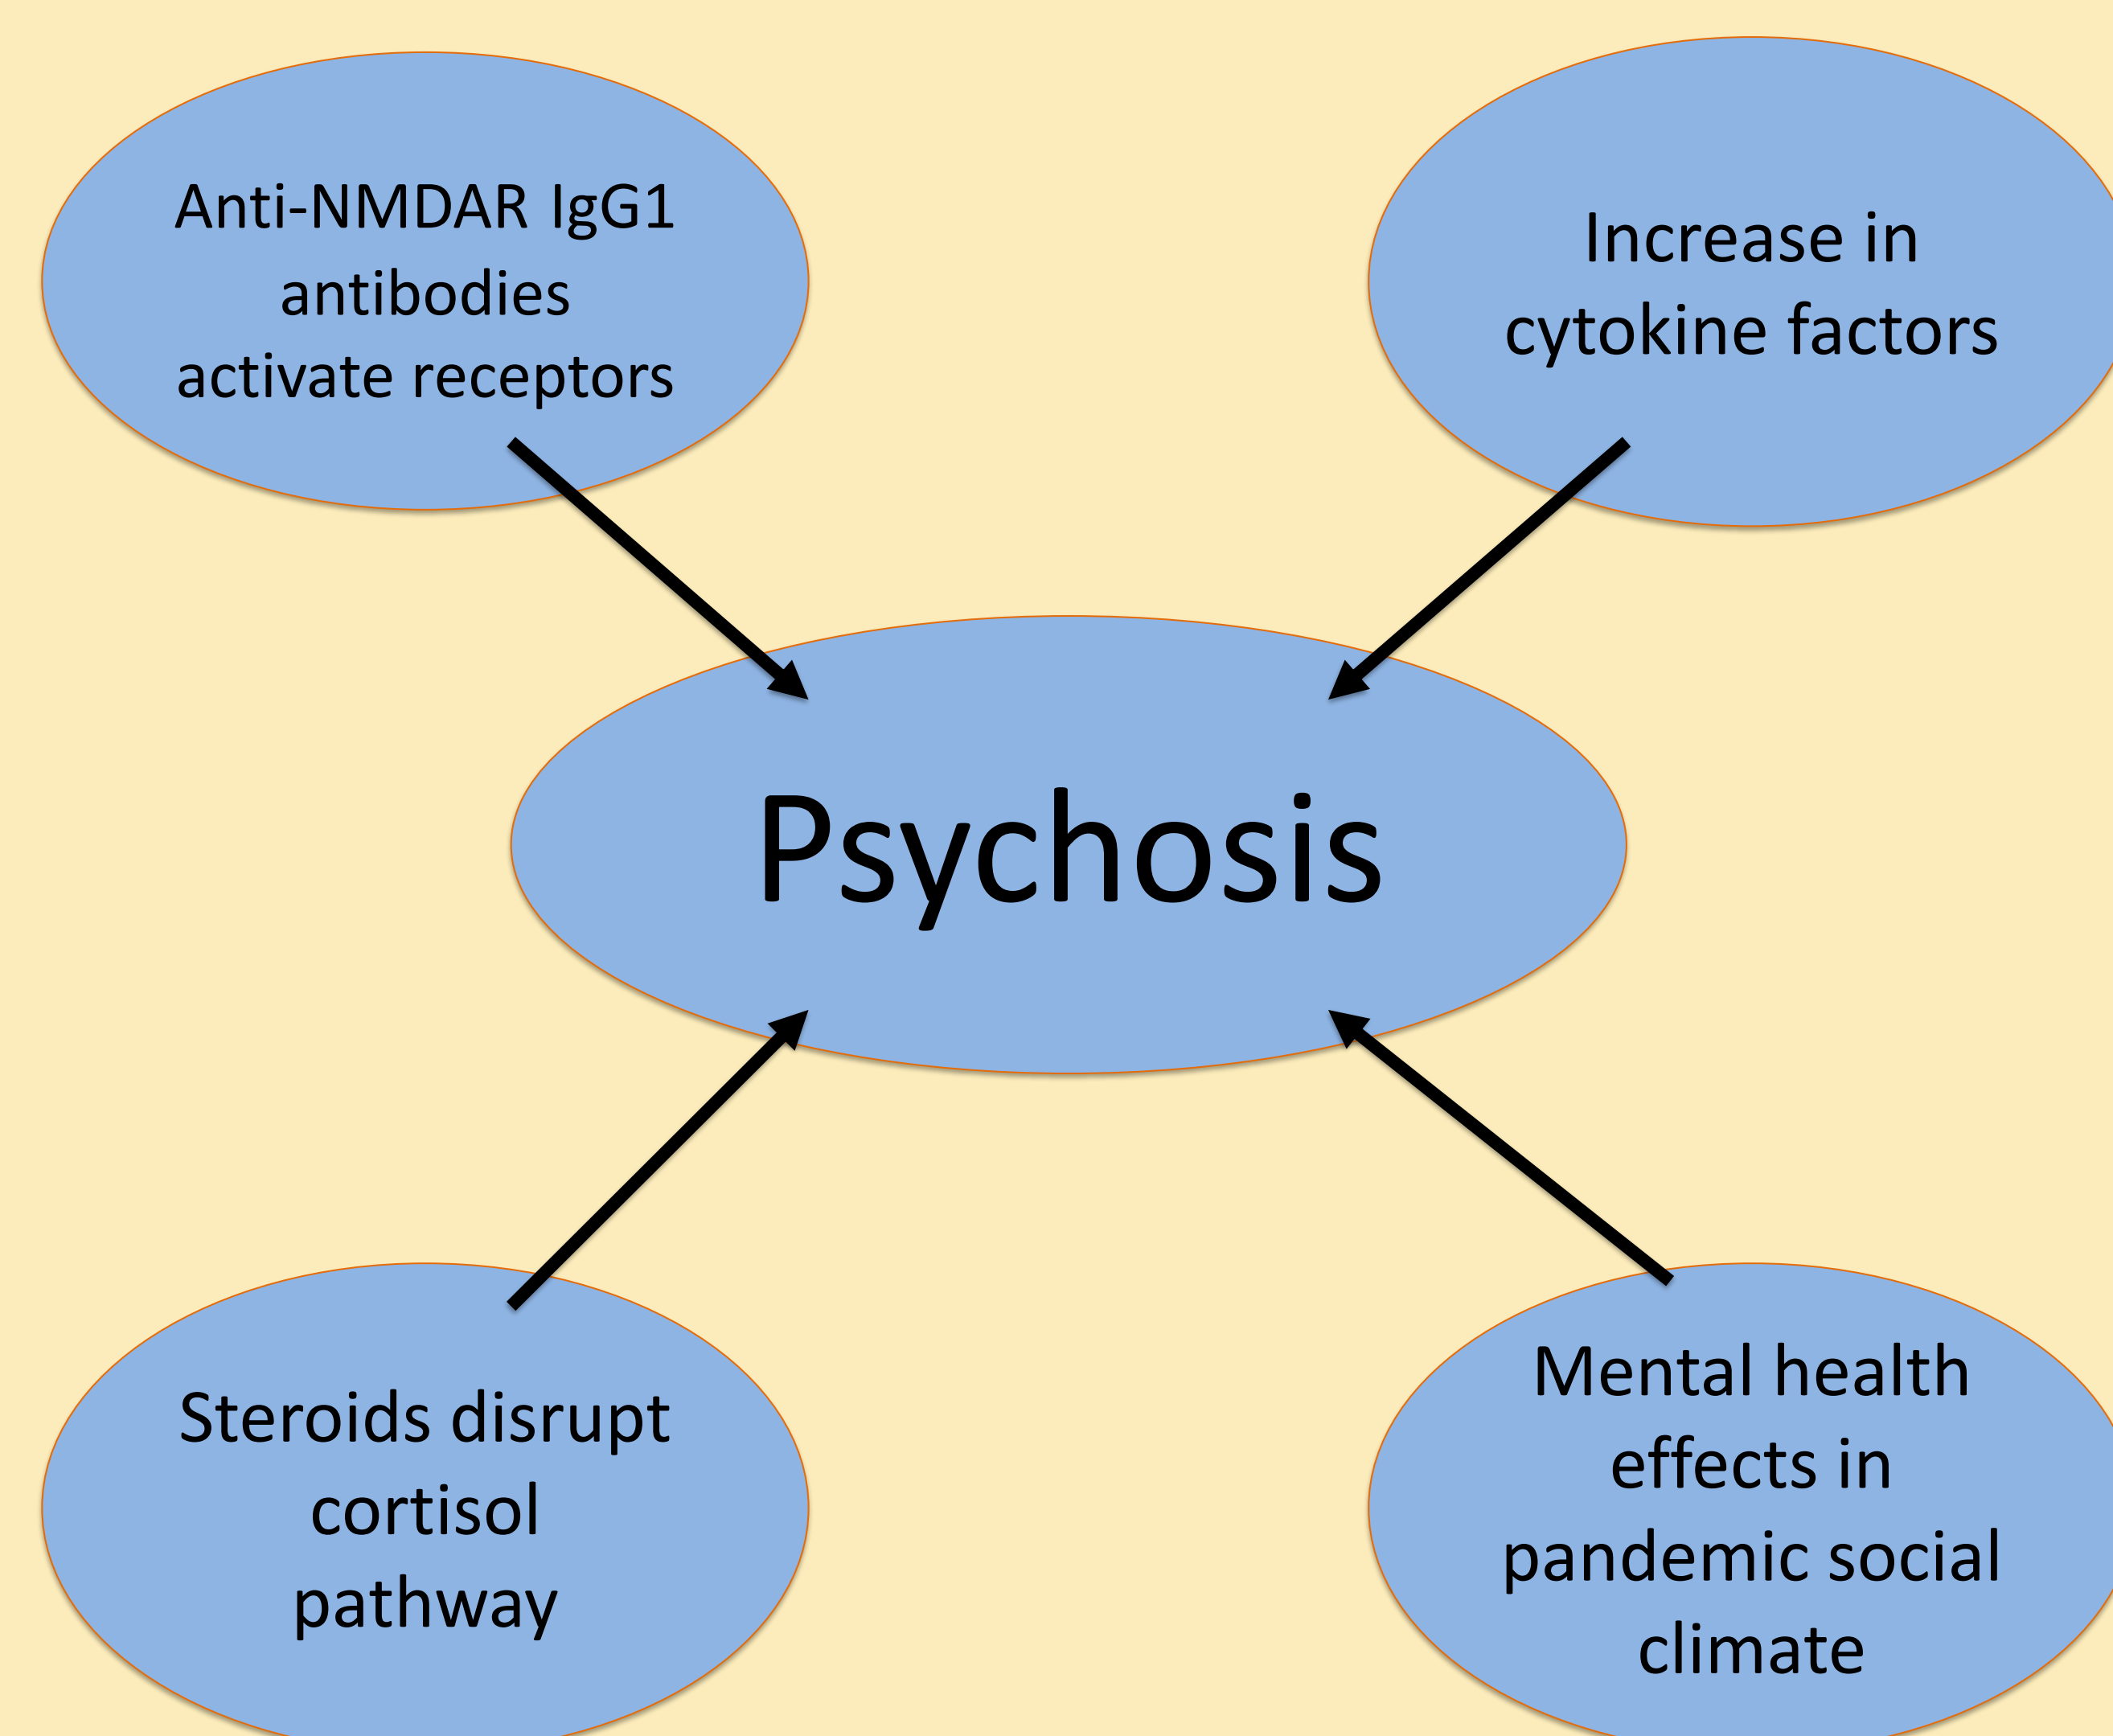 Anti-NMDAR IgG1
antibodies
activate receptors
Increase in
cytokine factors
Psychosis
Steroids disrupt
cortisol
pathway
Mental health
effects in
pandemic social
climate